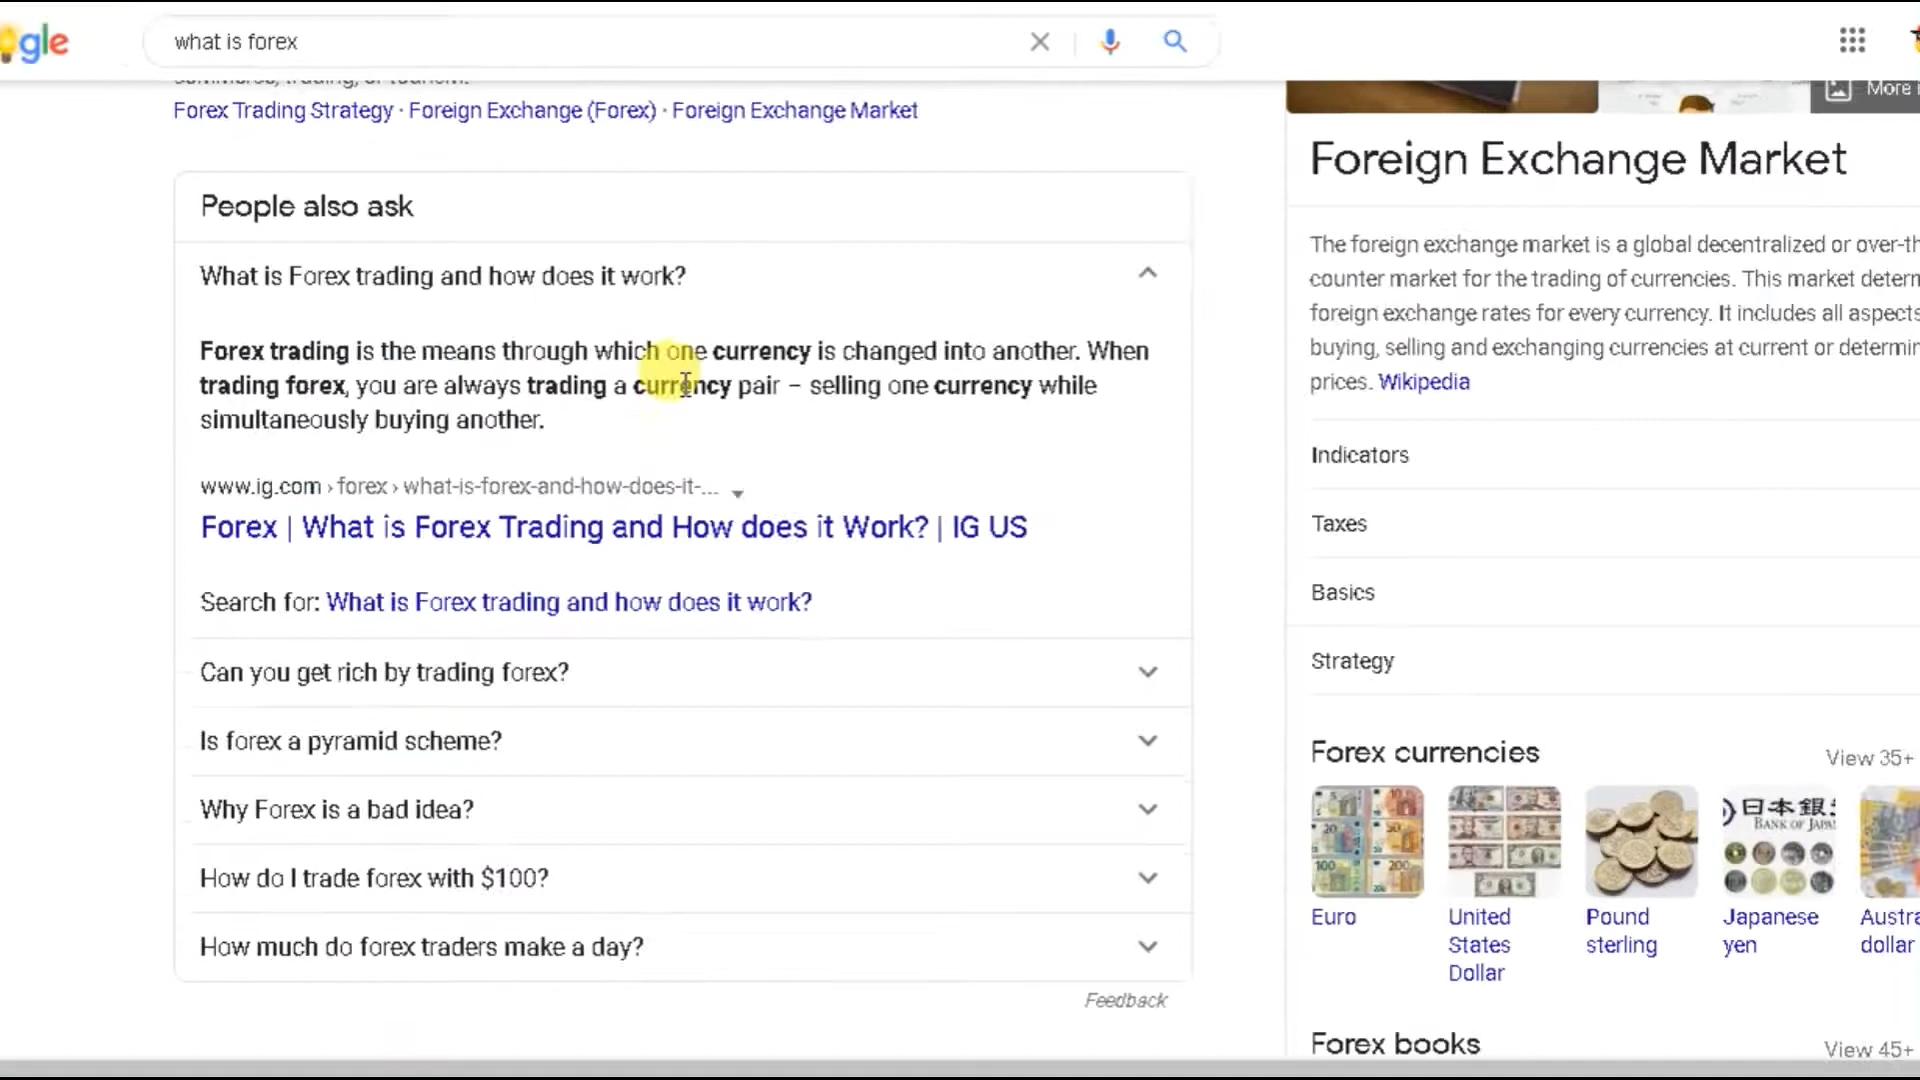 gle
what is forex
Forex Trading Strategy · Foreign Exchange (Forex) · Foreign Exchange Market
People also ask
What is Forex trading and how does it work?
Forex trading is the means through which one currency is changed into another. When
trading forex, you are always trading a currency pair – selling one currency while
simultaneously buying another.
www.ig.com › forex › what-is-forex-and-how-does-it-...
Forex | What is Forex Trading and How does it Work? | IG US
Search for: What is Forex trading and how does it work?
Can you get rich by trading forex?
Is forex a pyramid scheme?
Why Forex is a bad idea?
How do I trade forex with $100?
How much do forex traders make a day?
Feedback
More
Foreign Exchange Market
The foreign exchange market is a global decentralized or over-th
counter market for the trading of currencies. This market determ
foreign exchange rates for every currency. It includes all aspects
buying, selling and exchanging currencies at current or determin
prices. Wikipedia
Indicators
Taxes
Basics
Strategy
Forex currencies
View 35+
日本銀
BANK OF JAPA
Euro
United
States
Dollar
Pound
sterling
Japanese
yen
Austra
dollar
Forex books
View 45+